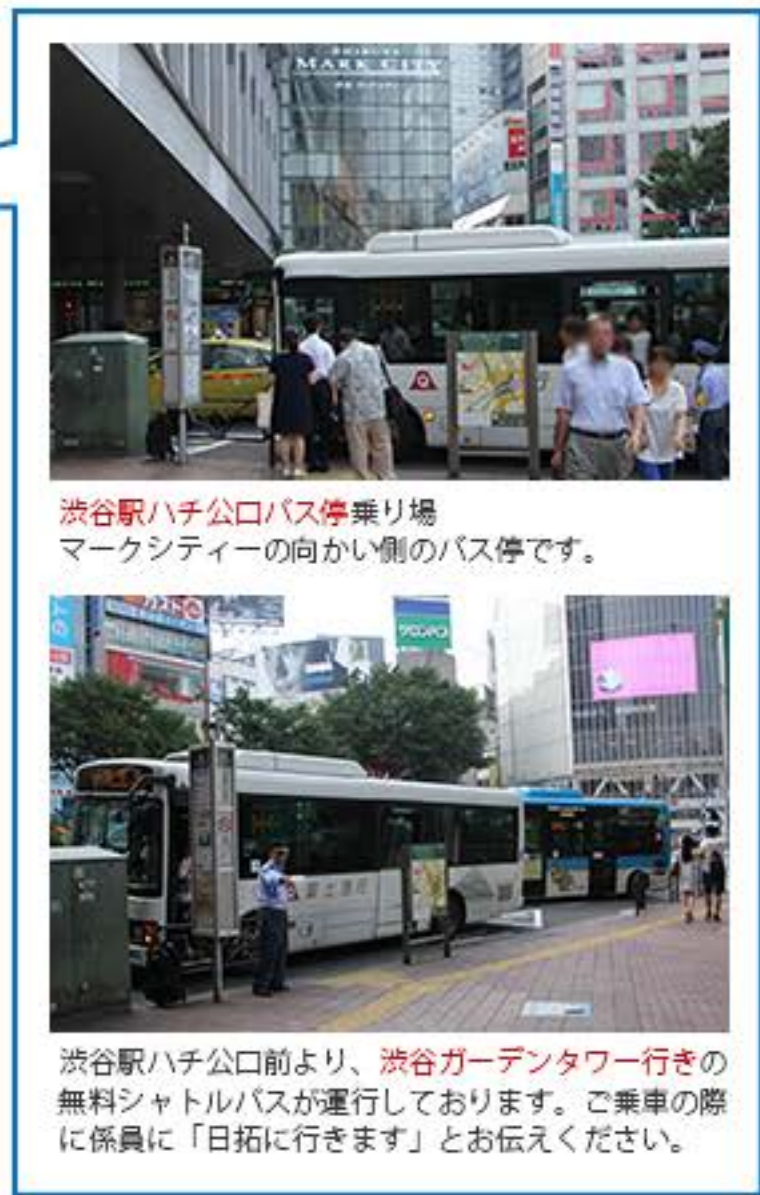 MARK CITY
渋谷駅ハチ公口バス停乗り場
マークシティーの向かい側のバス停です。
サロンパス
渋谷駅ハチ公口前より、渋谷ガーデンタワー行きの
無料シャトルバスが運行しております。ご乗車の際
に係員に「日拓に行きます」とお伝えください。